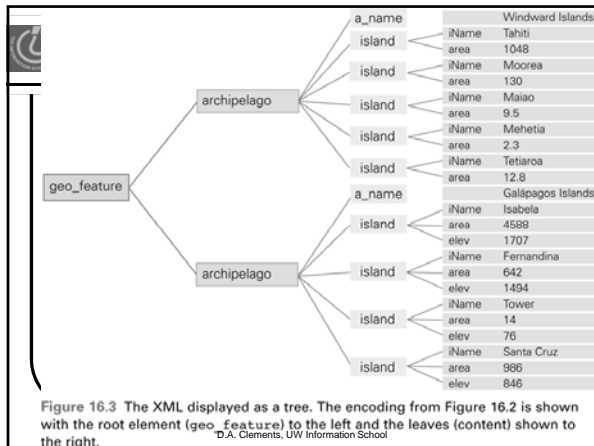 a_name Windward Islands
island iName Tahiti
area 1048
island iName Moorea
area 130
archipelago
island iName Maiao
area 9.5
island iName Mehetia
area 2.3
island iName Tetiaroa
area 12.8
geo_feature
a_name Galápagos Islands
island iName Isabela
area 4588
elev 1707
archipelago
island iName Fernandina
area 642
elev 1494
island iName Tower
area 14
elev 76
island iName Santa Cruz
area 986
elev 846
Figure 16.3 The XML displayed as a tree. The encoding from Figure 16.2 is shown
with the root element (geo_feature) to the left and the leaves (content) shown to
the right.
D.A. Clements, UW Information School